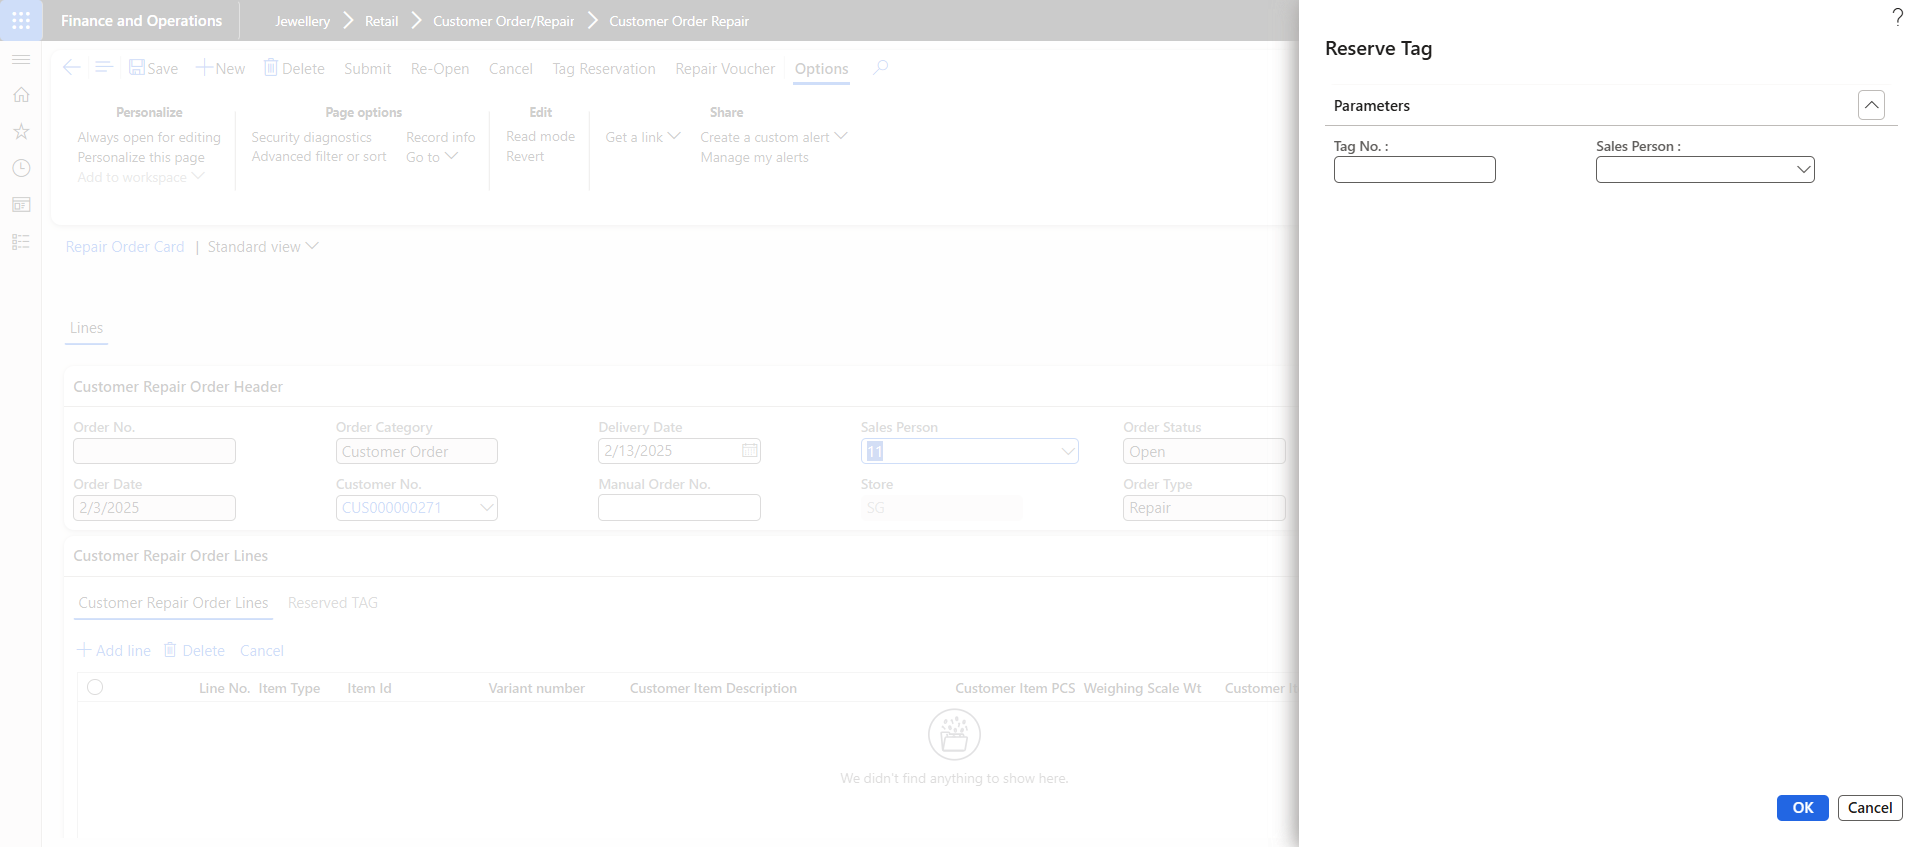 Finance and Operations
Jewellery
Retail
Customer Order/Repair
Customer Order Repair
Save
New
Delete
Submit
Re-Open
Cancel
Tag Reservation
Repair Voucher
Options
Personalize
Always open for editing
Personalize this page
Add to workspace
Page options
Security diagnostics
Advanced filter or sort
Record info
Go to
Edit
Read mode
Revert
Share
Get a link
Create a custom alert
Manage my alerts
Repair Order Card | Standard view
Lines
Customer Repair Order Header
Order No.
Order Category
Customer Order
Delivery Date
2/13/2025
Sales Person
11
Order Status
Open
Order Date
2/3/2025
Customer No.
CUS000000271
Manual Order No.
Store
SG
Order Type
Repair
Customer Repair Order Lines
Customer Repair Order Lines
Reserved TAG
Add line
Delete
Cancel
Line No.
Item Type
Item Id
Variant number
Customer Item Description
Customer Item PCS
Weighing Scale Wt
Customer It
We didn't find anything to show here.
?
Reserve Tag
Parameters
Tag No. :
Sales Person :
OK
Cancel